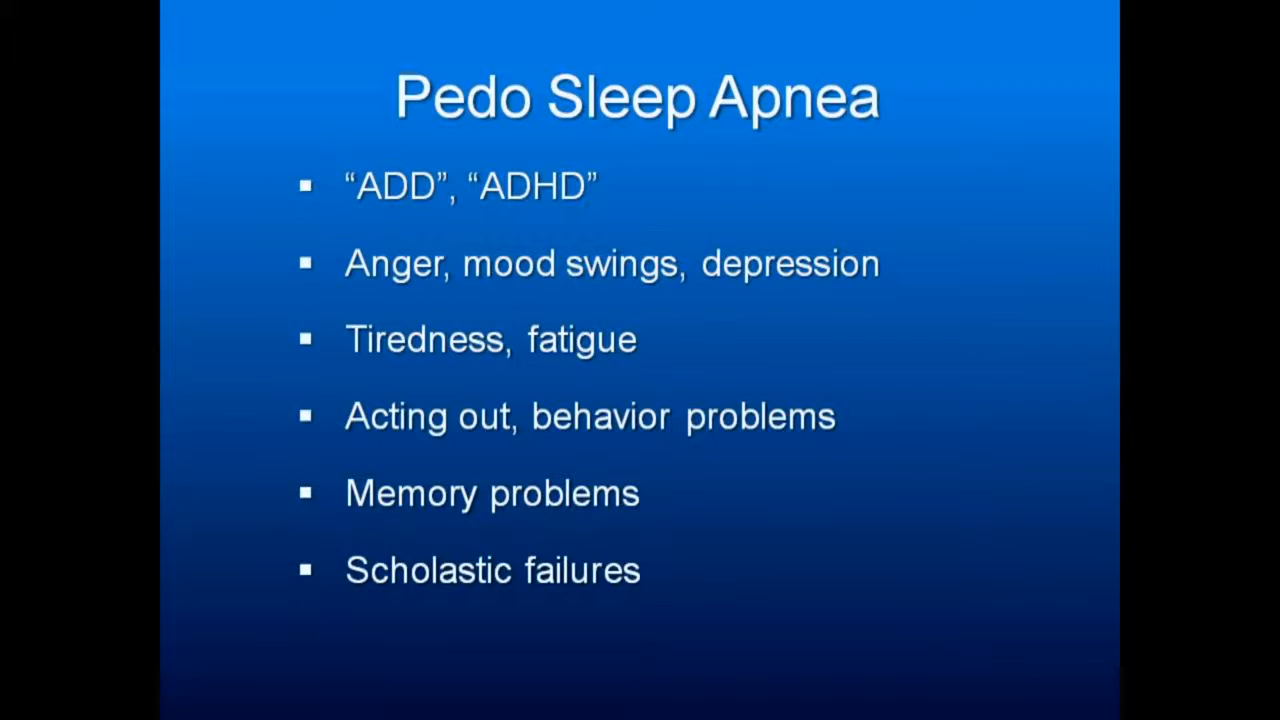 Pedo Sleep Apnea
▪ “ADD”, “ADHD”
▪ Anger, mood swings, depression
▪ Tiredness, fatigue
▪ Acting out, behavior problems
▪ Memory problems
▪ Scholastic failures